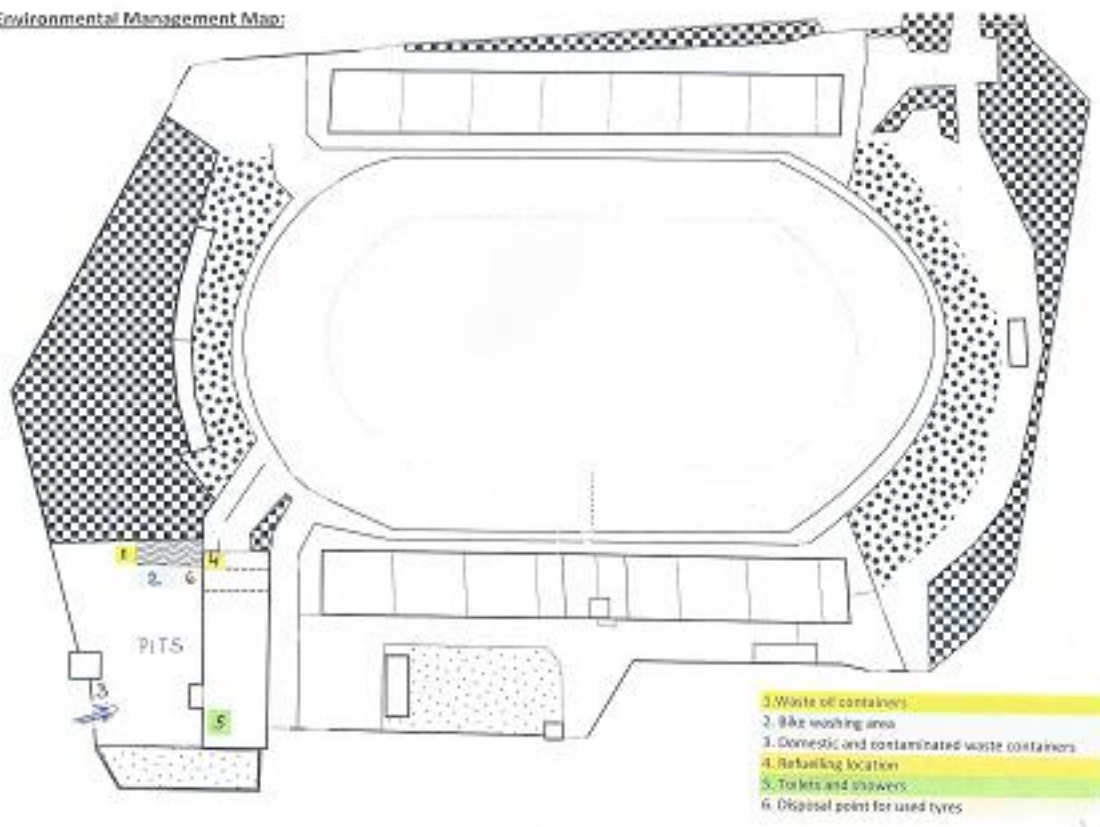 Environmental Management Map:
1 4
2 6
PITS
3
5
1.Waste oil containers
2. Bike washing area
3. Domestic and contaminated waste containers
4. Refuelling location
5. Toilets and showers
6. Disposal point for used tyres